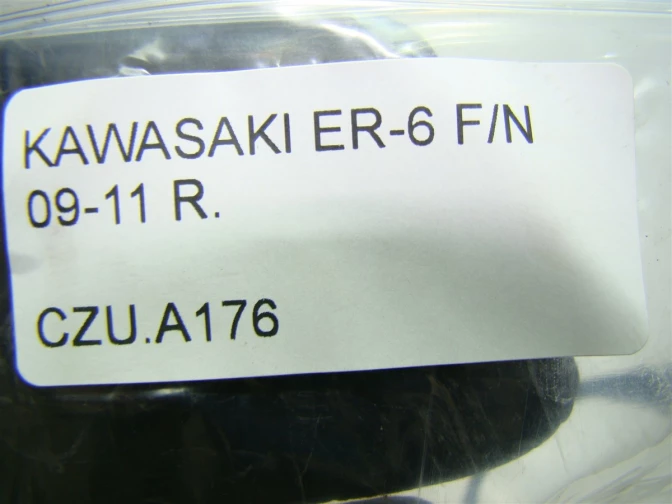 KAWASAKI ER-6 F/N
09-11 R.
CZU.A176